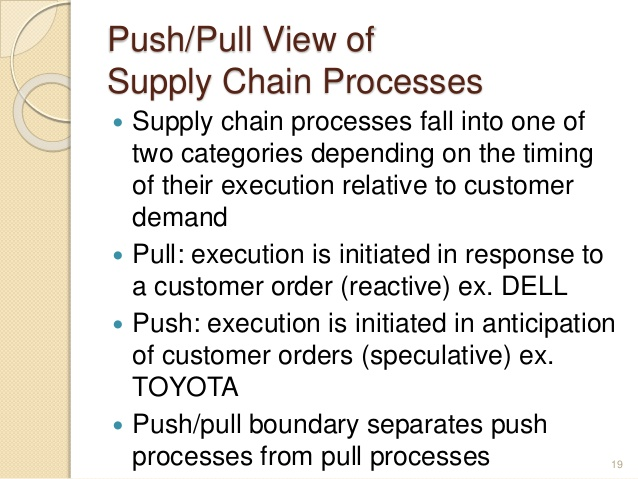 Push/Pull View of
Supply Chain Processes
• Supply chain processes fall into one of
two categories depending on the timing
of their execution relative to customer
demand
• Pull: execution is initiated in response to
a customer order (reactive) ex. DELL
• Push: execution is initiated in anticipation
of customer orders (speculative) ex.
TOYOTA
• Push/pull boundary separates push
processes from pull processes
19